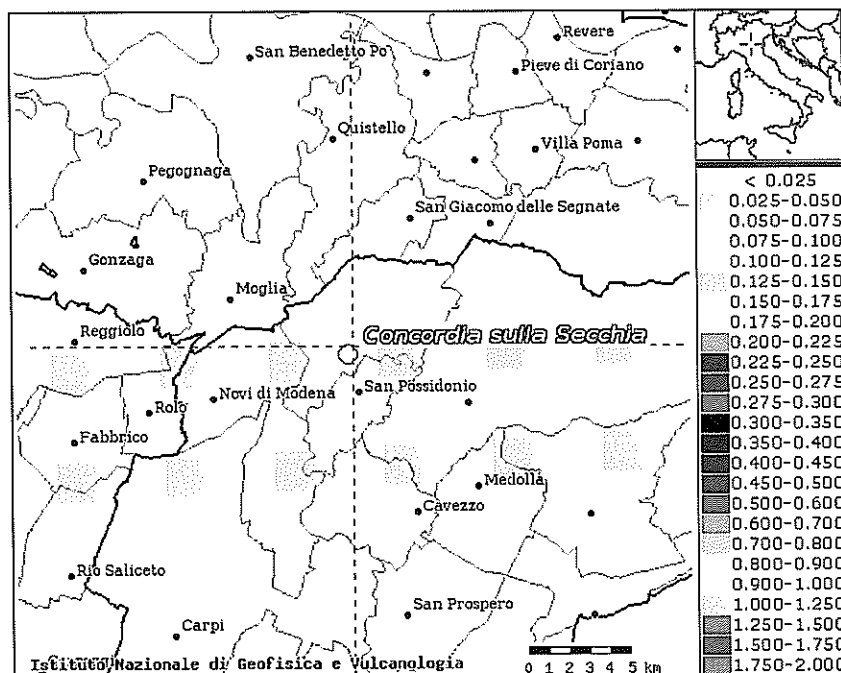 Revere
San Benedetto Po
Pieve di Coriano
Quistello
Villa Poma
Pegognaga
San Giacomo delle Segnate
Gonzaga
Moglia
Reggiolo
Concordia sulla Secchia
Novi di Modena
San Possidonio
Rolo
Fabbrico
Medolla
Cavezzo
Rio Saliceto
San Prospero
Carpi
Istituto Nazionale di Geofisica e Vulcanologia
0 1 2 3 4 5 km
< 0.025
0.025-0.050
0.050-0.075
0.075-0.100
0.100-0.125
0.125-0.150
0.150-0.175
0.175-0.200
0.200-0.225
0.225-0.250
0.250-0.275
0.275-0.300
0.300-0.350
0.350-0.400
0.400-0.450
0.450-0.500
0.500-0.600
0.600-0.700
0.700-0.800
0.800-0.900
0.900-1.000
1.000-1.250
1.250-1.500
1.500-1.750
1.750-2.000